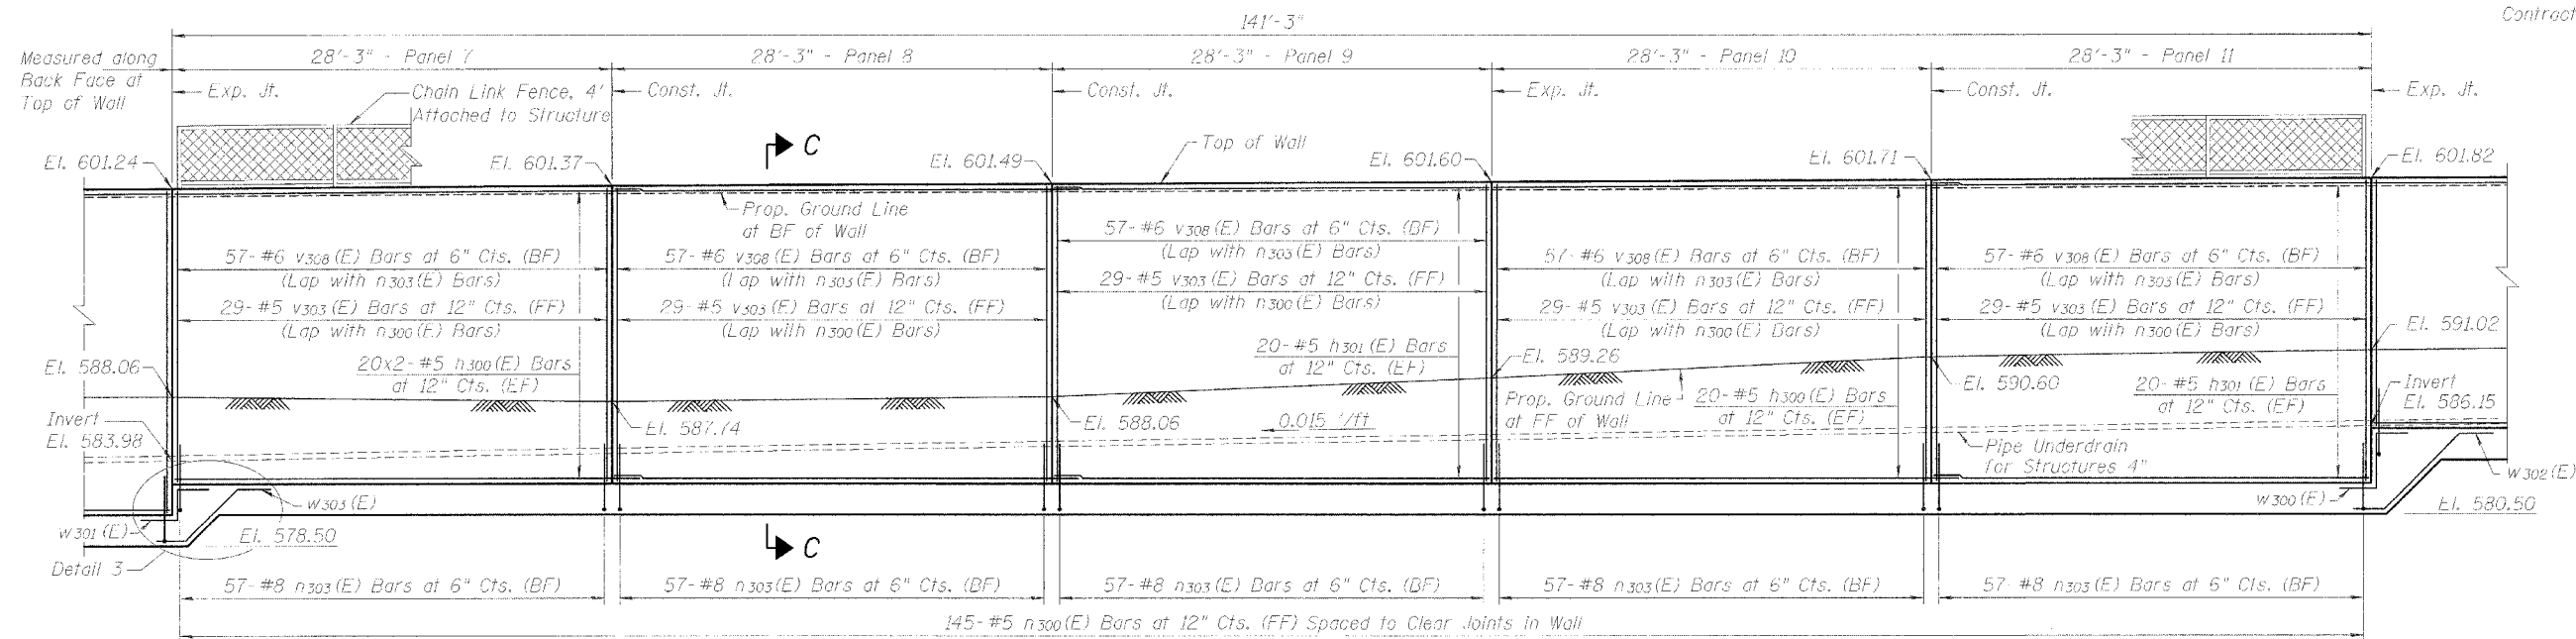 Contract
141'-3"
Measured along
Back Face at
Top of Wall
28'-3" - Panel 7
28'-3" - Panel 8
28'-3" - Panel 9
28'-3" - Panel 10
28'-3" - Panel 11
Exp. Jt.
Chain Link Fence, 4'
Attached to Structure
Const. Jt.
Const. Jt.
Exp. Jt.
Const. Jt.
Exp. Jt.
C
Top of Wall
El. 601.24
El. 601.37
El. 601.49
El. 601.60
El. 601.71
El. 601.82
Prop. Ground Line
at BF of Wall
57-#6 v308(E) Bars at 6" Cts. (BF)
(Lap with n303(E) Bars)
29-#5 v303(E) Bars at 12" Cts. (FF)
(Lap with n300(E) Bars)
57-#6 v308(E) Bars at 6" Cts. (BF)
(Lap with n303(E) Bars)
29-#5 v303(E) Bars at 12" Cts. (FF)
(Lap with n300(E) Bars)
57-#6 v308(E) Bars at 6" Cts. (BF)
(Lap with n303(E) Bars)
29-#5 v303(E) Bars at 12" Cts. (FF)
(Lap with n300(E) Bars)
57-#6 v308(E) Bars at 6" Cts. (BF)
(Lap with n303(E) Bars)
29-#5 v303(E) Bars at 12" Cts. (FF)
(Lap with n300(E) Bars)
57-#6 v308(E) Bars at 6" Cts. (BF)
(Lap with n303(E) Bars)
29-#5 v303(E) Bars at 12" Cts. (FF)
(Lap with n300(E) Bars)
El. 591.02
El. 588.06
20x2-#5 h300(E) Bars
at 12" Cts. (EF)
20-#5 h301(E) Bars
at 12" Cts. (EF)
El. 589.26
El. 590.60
Prop. Ground Line
at FF of Wall
20-#5 h300(E) Bars
at 12" Cts. (EF)
20-#5 h301(E) Bars
at 12" Cts. (EF)
Invert
El. 586.15
Invert
El. 583.98
El. 587.74
El. 588.06
0.015 '/ft
Pipe Underdrain
for Structures 4"
w301(E)
w303(E)
El. 578.50
w300(E)
w302(E)
El. 580.50
Detail 3
C
57-#8 n303(E) Bars at 6" Cts. (BF)
57-#8 n303(E) Bars at 6" Cts. (BF)
57-#8 n303(E) Bars at 6" Cts. (BF)
57-#8 n303(E) Bars at 6" Cts. (BF)
57-#8 n303(E) Bars at 6" Cts. (BF)
145-#5 n300(E) Bars at 12" Cts. (FF) Spaced to Clear Joints in Wall